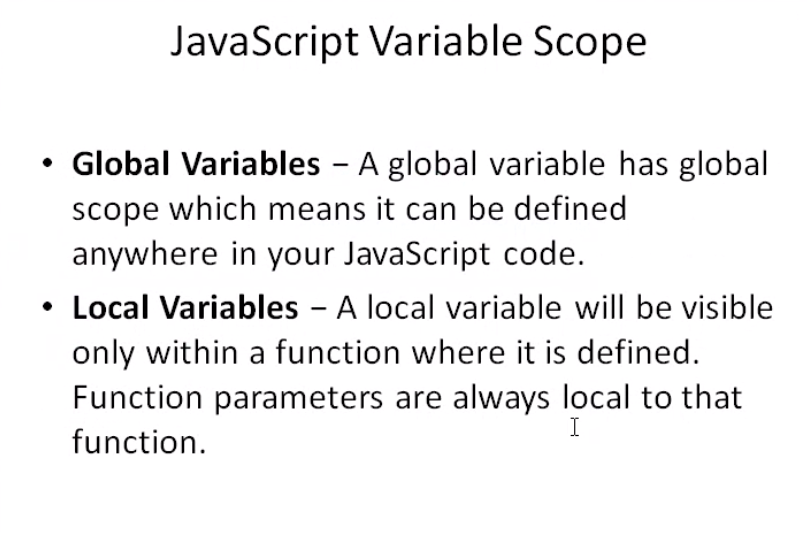 JavaScript Variable Scope
• Global Variables – A global variable has global
scope which means it can be defined
anywhere in your JavaScript code.
• Local Variables – A local variable will be visible
only within a function where it is defined.
Function parameters are always local to that
function.